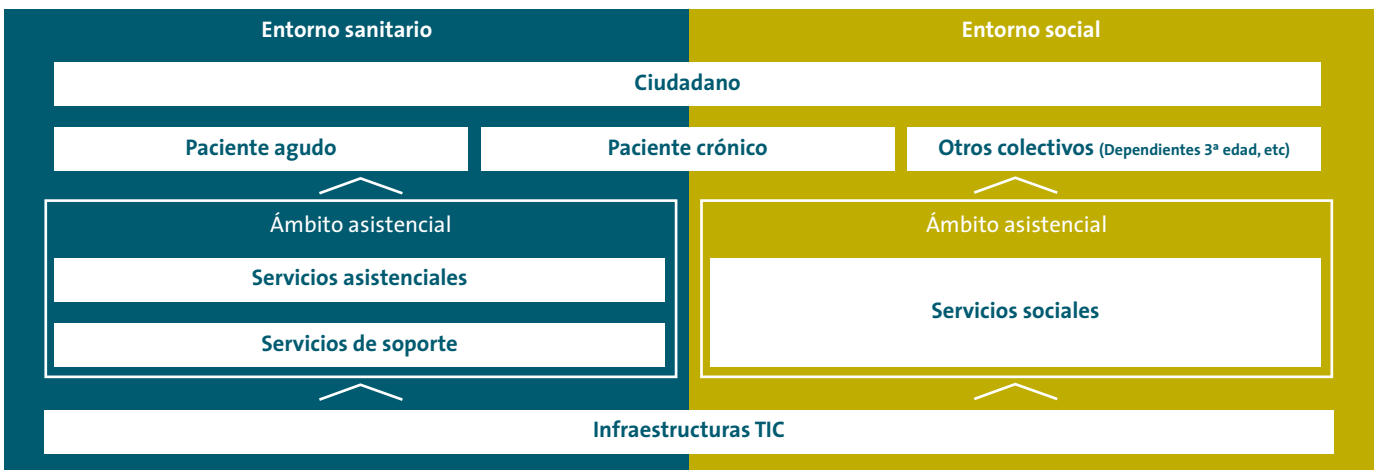 Entorno sanitario
Entorno social
Ciudadano
Paciente agudo
Paciente crónico
Otros colectivos (Dependientes 3ª edad, etc)
Ámbito asistencial
Ámbito asistencial
Servicios asistenciales
Servicios sociales
Servicios de soporte
Infraestructuras TIC